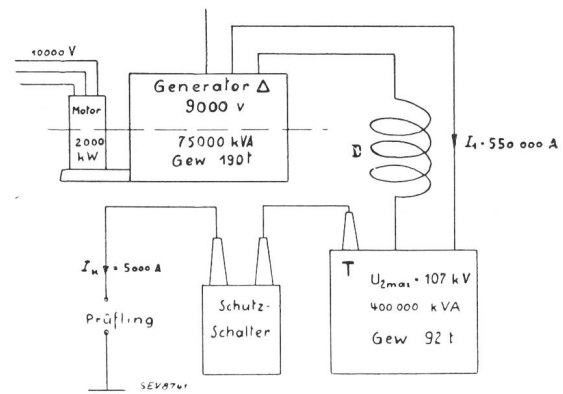 10000 V
Generator Δ
9000 v
75000 kVA
Gew 190t
Motor
2000
kW
D
I₁ = 550 000 A
Iₖ = 5000 A
Prüfling
Schutz-
Schalter
T
U₂ₘₐₓ = 107 kV
400 000 kVA
Gew 92 t
SEV8741